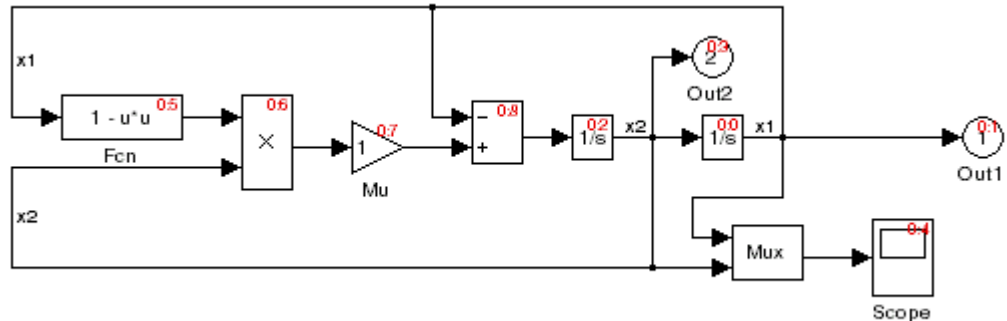 x1
0:5
1 - u*u
Fcn
0:6
×
x2
0:7
1
Mu
0:8
−
+
0:2
1/s
x2
0:3
2
Out2
0:0
1/s
x1
0:1
1
Out1
Mux
0:4
Scope